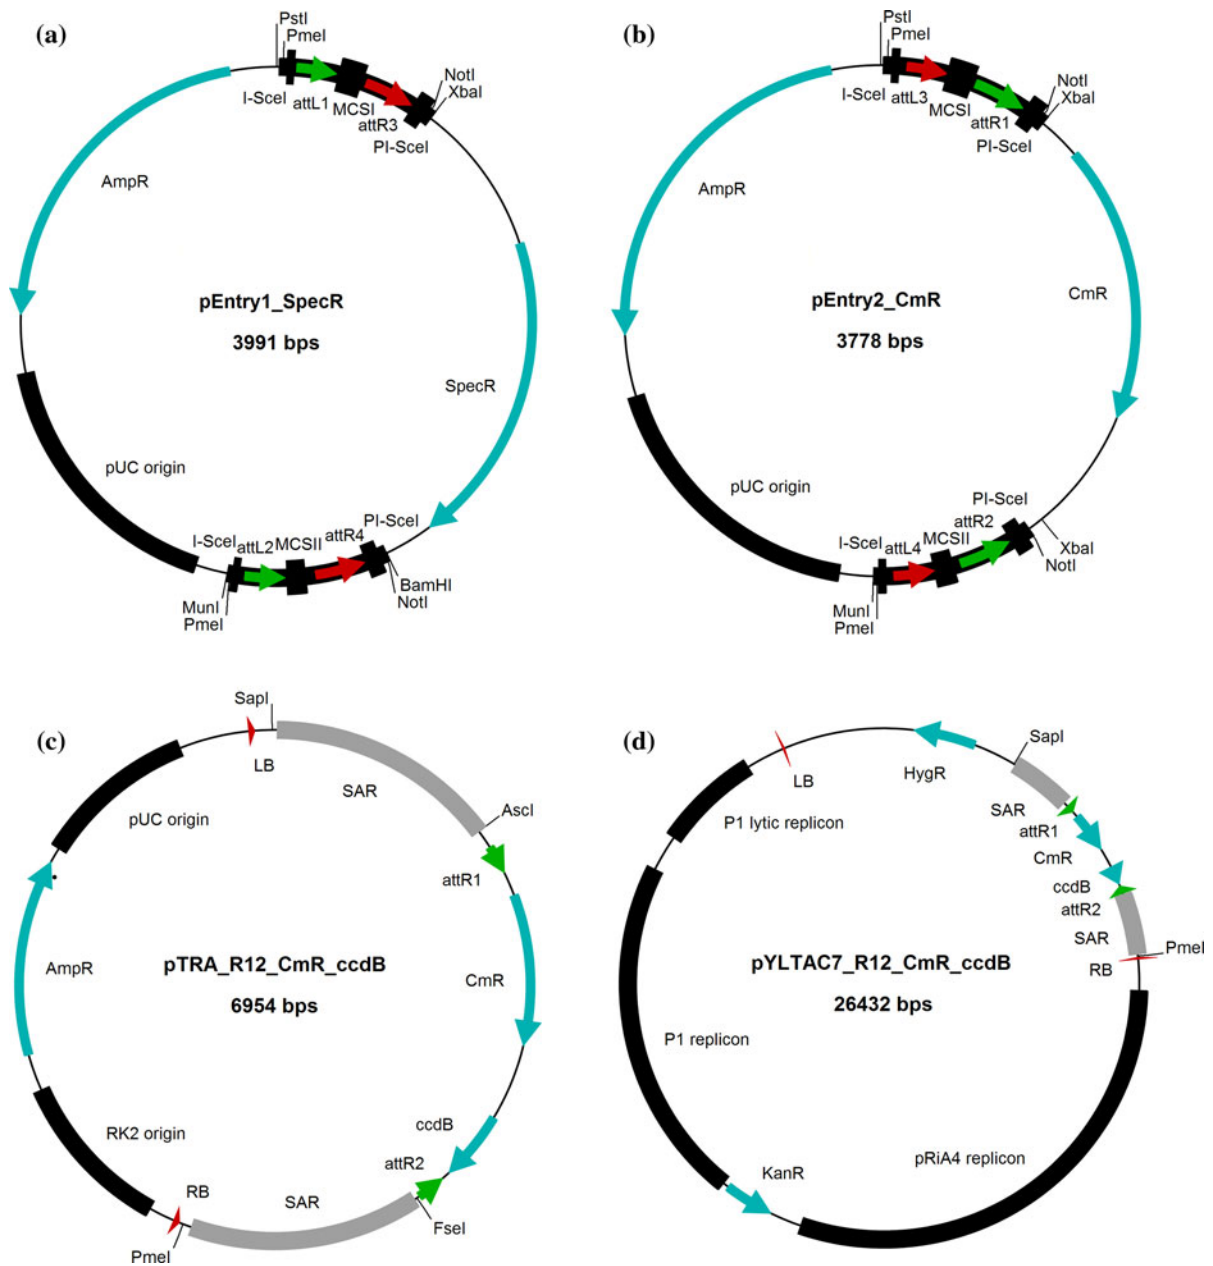 (a)
PstI
PmeI
I-SceI
attL1
MCSI
attR3
PI-SceI
NotI
XbaI
AmpR
pEntry1_SpecR
3991 bps
SpecR
pUC origin
I-SceI
attL2
MCSII
attR4
PI-SceI
MunI
PmeI
BamHI
NotI
(b)
PstI
PmeI
I-SceI
attL3
MCSI
attR1
PI-SceI
NotI
XbaI
AmpR
pEntry2_CmR
3778 bps
CmR
pUC origin
I-SceI
attL4
MCSII
attR2
PI-SceI
MunI
PmeI
XbaI
NotI
(c)
SapI
LB
SAR
AscI
pUC origin
attR1
AmpR
pTRA_R12_CmR_ccdB
6954 bps
CmR
RK2 origin
ccdB
attR2
RB
SAR
FseI
PmeI
(d)
LB
HygR
SapI
SAR
attR1
CmR
ccdB
attR2
SAR
RB
PmeI
P1 lytic replicon
pYLTAC7_R12_CmR_ccdB
26432 bps
P1 replicon
pRiA4 replicon
KanR